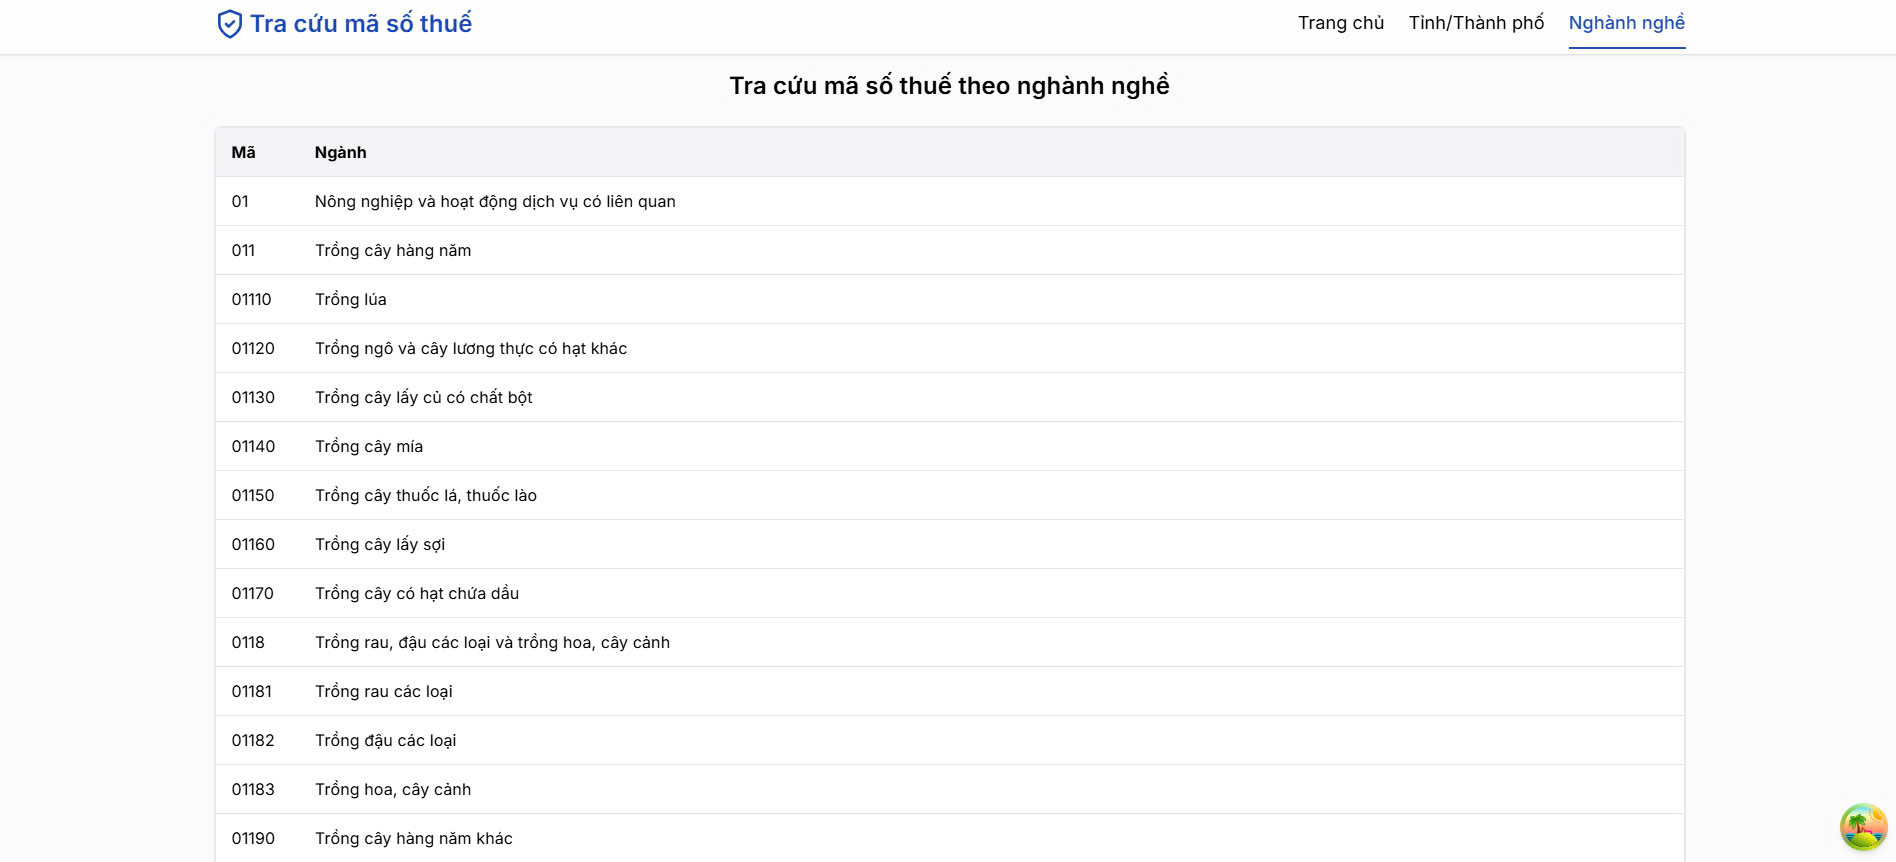 Tra cứu mã số thuế
Trang chủ Tỉnh/Thành phố Nghành nghề
Tra cứu mã số thuế theo nghành nghề
Mã Ngành
01 Nông nghiệp và hoạt động dịch vụ có liên quan
011 Trồng cây hàng năm
01110 Trồng lúa
01120 Trồng ngô và cây lương thực có hạt khác
01130 Trồng cây lấy củ có chất bột
01140 Trồng cây mía
01150 Trồng cây thuốc lá, thuốc lào
01160 Trồng cây lấy sợi
01170 Trồng cây có hạt chứa dầu
0118 Trồng rau, đậu các loại và trồng hoa, cây cảnh
01181 Trồng rau các loại
01182 Trồng đậu các loại
01183 Trồng hoa, cây cảnh
01190 Trồng cây hàng năm khác